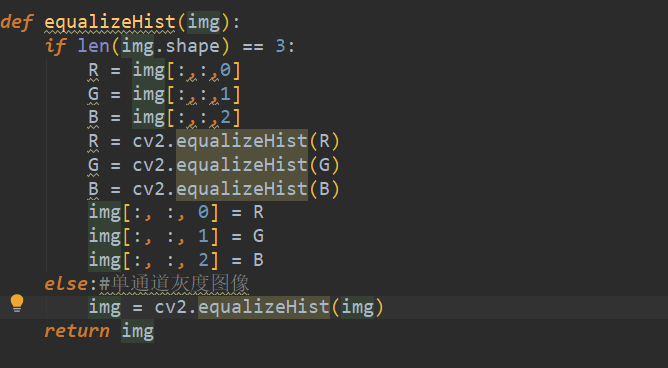 def equalizeHist(img):
    if len(img.shape) == 3:
        R = img[:,:,0]
        G = img[:,:,1]
        B = img[:,:,2]
        R = cv2.equalizeHist(R)
        G = cv2.equalizeHist(G)
        B = cv2.equalizeHist(B)
        img[:, :, 0] = R
        img[:, :, 1] = G
        img[:, :, 2] = B
    else:#单通道灰度图像
        img = cv2.equalizeHist(img)
    return img